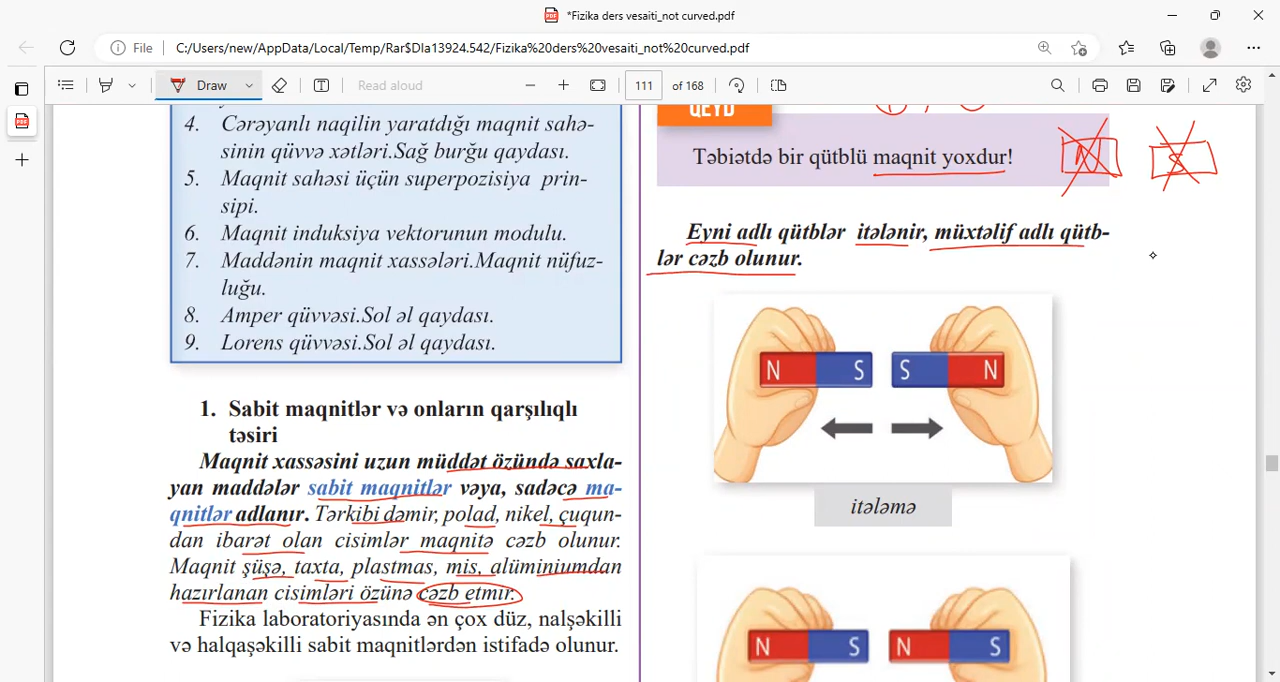 *Fizika ders vesaiti_not curved.pdf
File
C:/Users/new/AppData/Local/Temp/Rar$DIa13924.542/Fizika%20ders%20vesaiti_not%20curved.pdf
Draw
Read aloud
111 of 168
4. Cərəyanlı naqilin yaratdığı maqnit sahə-
sinin qüvvə xətləri.Sağ burğu qaydası.
5. Maqnit sahəsi üçün superpozisiya prin-
sipi.
6. Maqnit induksiya vektorunun modulu.
7. Maddənin maqnit xassələri.Maqnit nüfuz-
luğu.
8. Amper qüvvəsi.Sol əl qaydası.
9. Lorens qüvvəsi.Sol əl qaydası.
1. Sabit maqnitlər və onların qarşılıqlı
təsiri
Maqnit xassəsini uzun müddət özündə saxla-
yan maddələr sabit maqnitlər vəya, sadəcə ma-
qnitlər adlanır. Tərkibi dəmir, polad, nikel, çuqun-
dan ibarət olan cisimlər maqnitə cəzb olunur.
Maqnit şüşə, taxta, plastmas, mis, alüminiumdan
hazırlanan cisimləri özünə cəzb etmir.
Fizika laboratoriyasında ən çox düz, nalşəkilli
və halqaşəkilli sabit maqnitlərdən istifadə olunur.
QEYD
Təbiətdə bir qütblü maqnit yoxdur!
N S
Eyni adlı qütblər itələnir, müxtəlif adlı qütb-
lər cəzb olunur.
N S S N
itələmə
N S N S